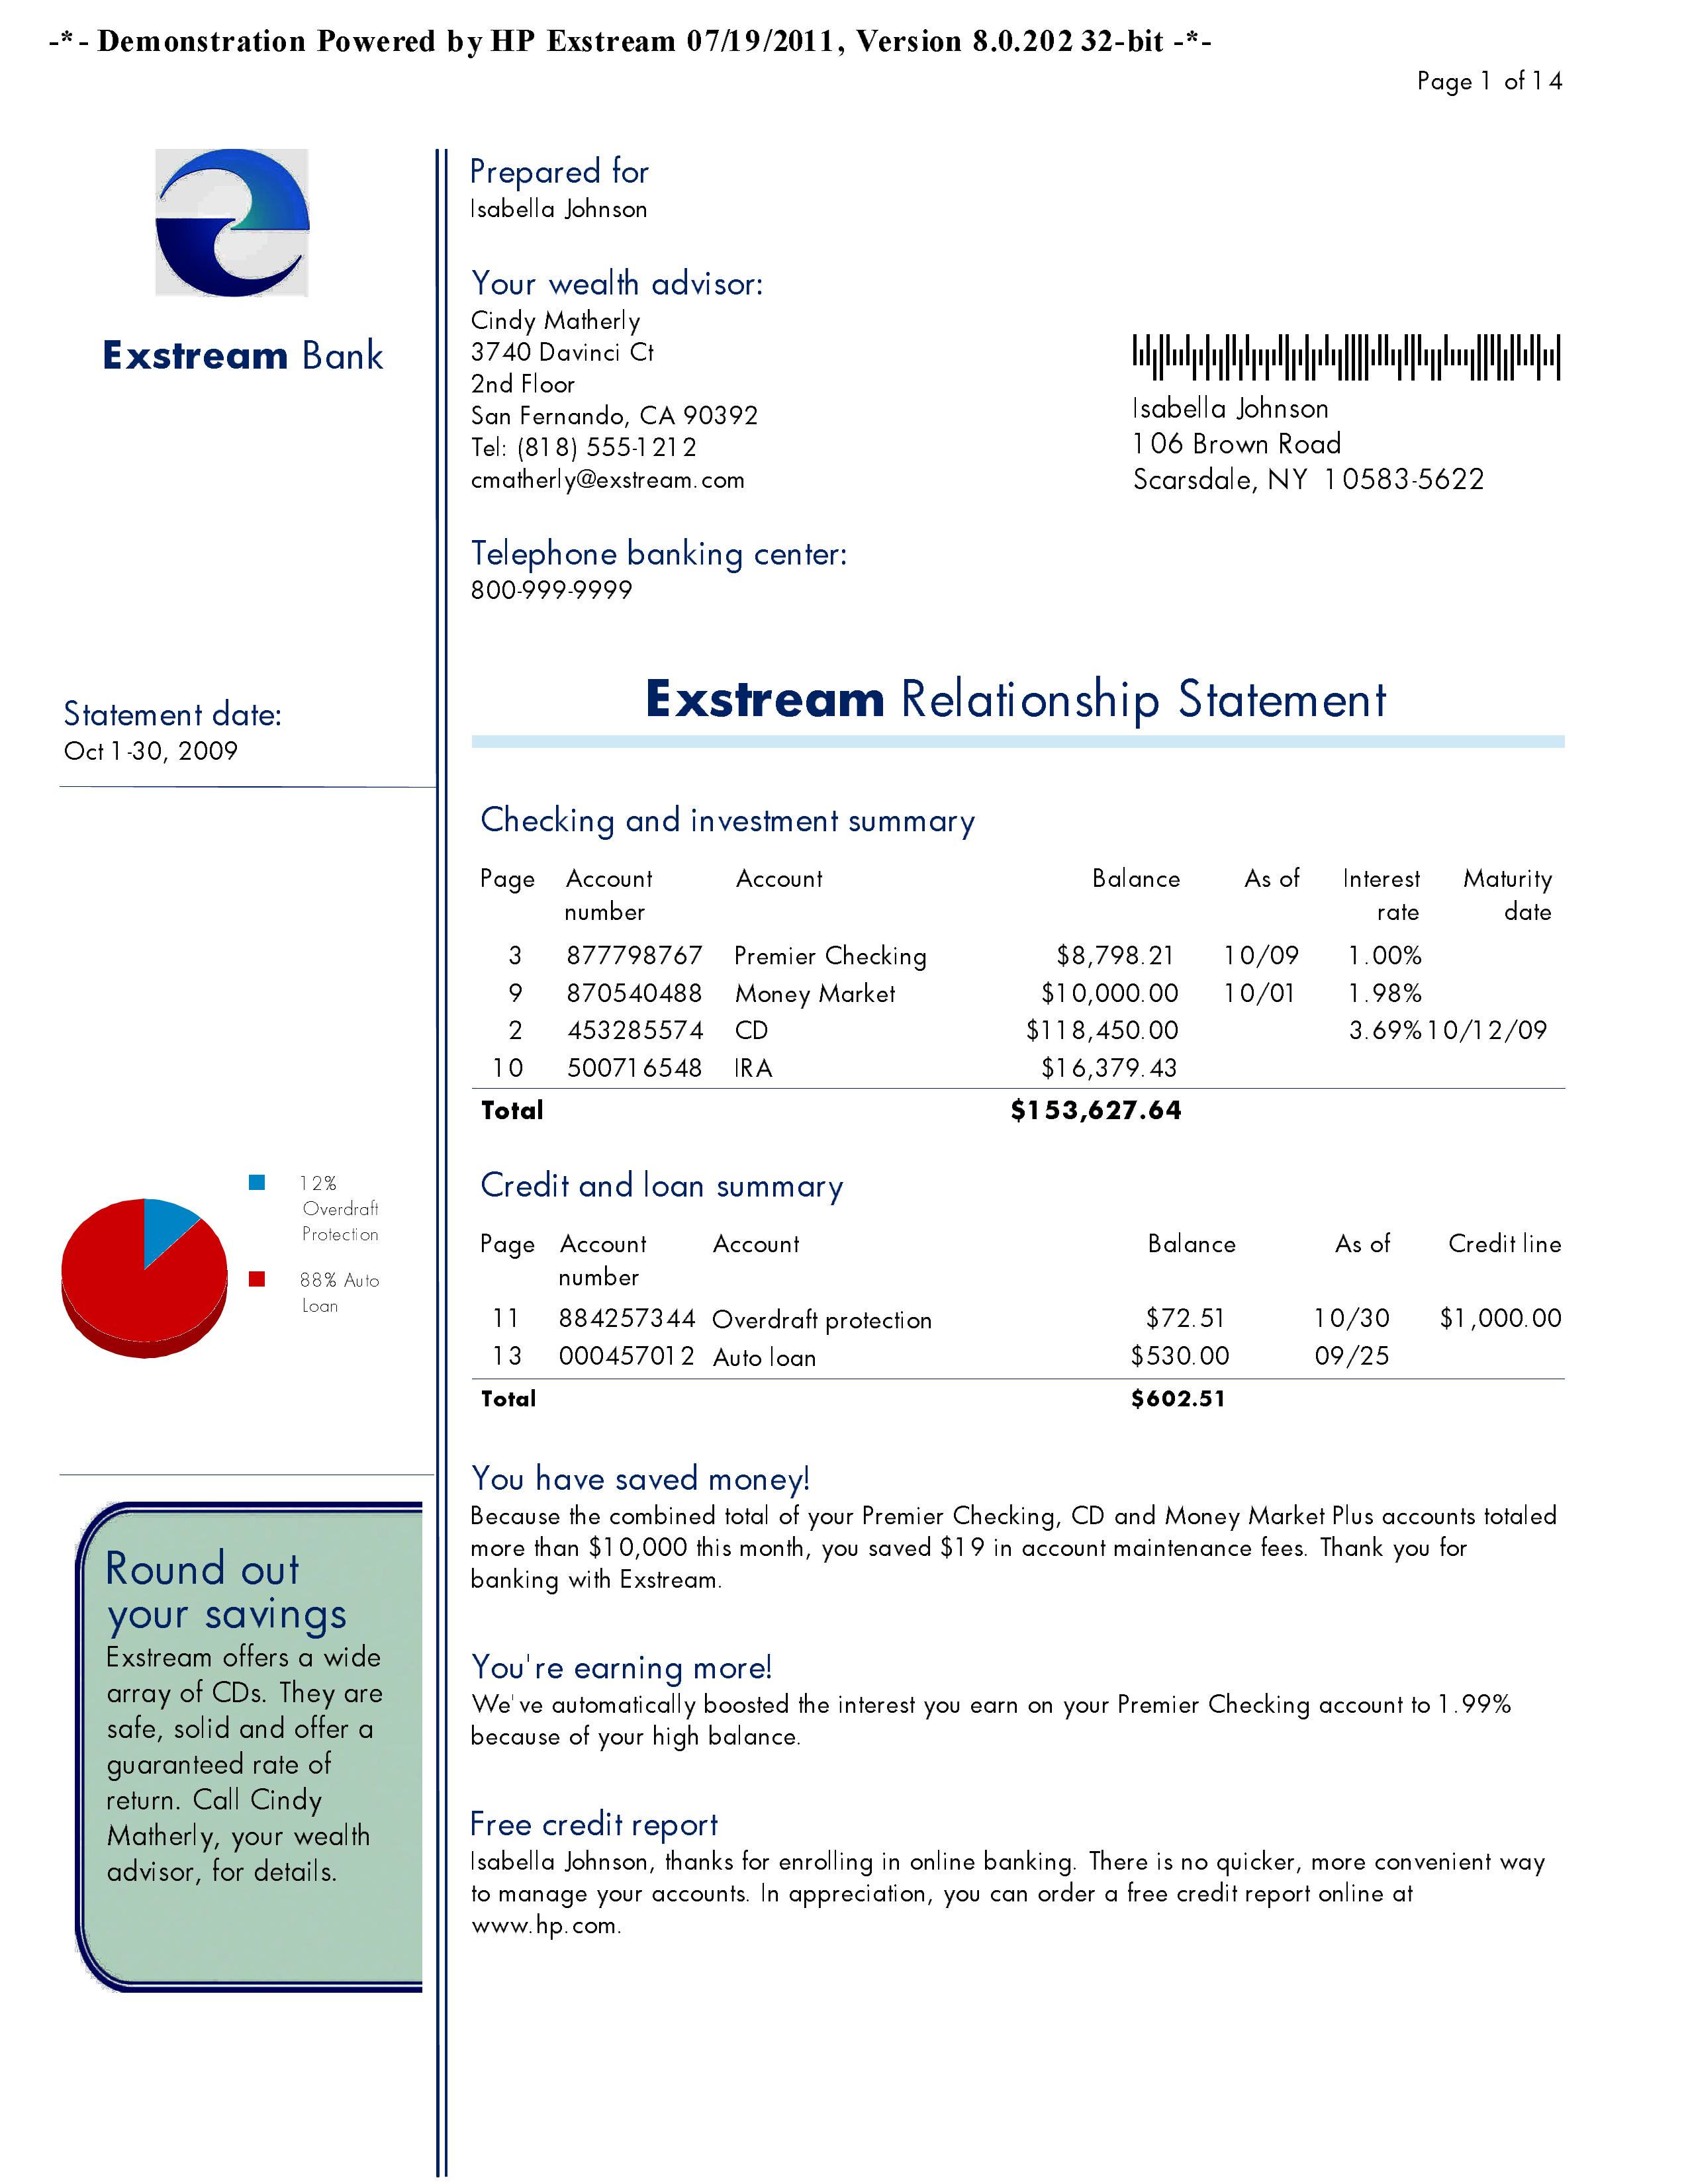 -*- Demonstration Powered by HP Exstream 07/19/2011, Version 8.0.202 32-bit -*-
Page 1 of 14
Exstream Bank
Prepared for
Isabella Johnson
Your wealth advisor:
Cindy Matherly
3740 Davinci Ct
2nd Floor
San Fernando, CA 90392
Tel: (818) 555-1212
cmatherly@exstream.com
Isabella Johnson
106 Brown Road
Scarsdale, NY 10583-5622
Telephone banking center:
800-999-9999
Statement date:
Oct 1-30, 2009
Exstream Relationship Statement
Checking and investment summary
Page Account Account Balance As of Interest Maturity
number rate date
3 877798767 Premier Checking $8,798.21 10/09 1.00%
9 870540488 Money Market $10,000.00 10/01 1.98%
2 453285574 CD $118,450.00 3.69% 10/12/09
10 500716548 IRA $16,379.43
Total $153,627.64
12%
Overdraft
Protection
88% Auto
Loan
Credit and loan summary
Page Account Account Balance As of Credit line
number
11 884257344 Overdraft protection $72.51 10/30 $1,000.00
13 000457012 Auto loan $530.00 09/25
Total $602.51
You have saved money!
Because the combined total of your Premier Checking, CD and Money Market Plus accounts totaled
more than $10,000 this month, you saved $19 in account maintenance fees. Thank you for
banking with Exstream.
You're earning more!
We've automatically boosted the interest you earn on your Premier Checking account to 1.99%
because of your high balance.
Free credit report
Isabella Johnson, thanks for enrolling in online banking. There is no quicker, more convenient way
to manage your accounts. In appreciation, you can order a free credit report online at
www.hp.com.
Round out
your savings
Exstream offers a wide
array of CDs. They are
safe, solid and offer a
guaranteed rate of
return. Call Cindy
Matherly, your wealth
advisor, for details.